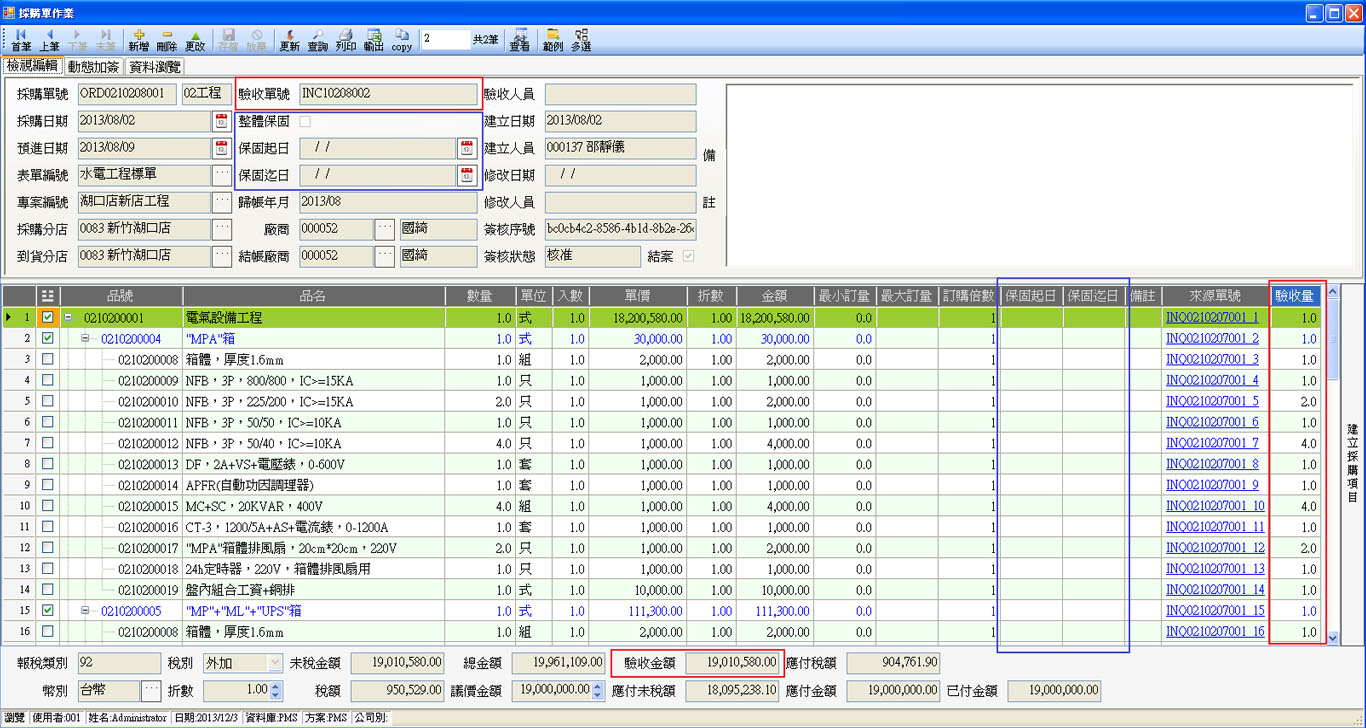 採購單作業
首筆 上筆 下筆 末筆 新增 刪除 更改 存檔 放棄 更新 查詢 列印 輸出 copy 2 共2筆 查看 範例 多選
檢視編輯 動態加簽 資料瀏覽
採購單號 ORD0210208001 02工程 驗收單號 INC10208002 驗收人員
採購日期 2013/08/02 整體保固 建立日期 2013/08/02
預進日期 2013/08/09 保固起日 / / 建立人員 000137 邵靜儀 備
表單編號 水電工程標單 ... 保固迄日 / / 修改日期 / /
專案編號 湖口店新店工程 ... 歸帳年月 2013/08 修改人員 註
採購分店 0083 新竹湖口店 ... 廠商 000052 ... 國綺 簽核序號 bc0cb4c2-8586-4b1d-8b2e-26
到貨分店 0083 新竹湖口店 ... 結帳廠商 000052 ... 國綺 簽核狀態 核准 結案
品號 品名 數量 單位 入數 單價 折數 金額 最小訂量 最大訂量 訂購倍數 保固起日 保固迄日 備註 來源單號 驗收量
1 0210200001 電氣設備工程 1.0 式 1.0 18,200,580.00 1.00 18,200,580.00 0.0 1 INQ0210207001_1 1.0
2 0210200004 "MPA"箱 1.0 式 1.0 30,000.00 1.00 30,000.00 0.0 1 INQ0210207001_2 1.0
3 0210200008 箱體，厚度1.6mm 1.0 組 1.0 2,000.00 1.00 2,000.00 0.0 1 INQ0210207001_3 1.0
4 0210200009 NFB，3P，800/800，IC>=15KA 1.0 只 1.0 1,000.00 1.00 1,000.00 0.0 1 INQ0210207001_4 1.0
5 0210200010 NFB，3P，225/200，IC>=15KA 2.0 只 1.0 1,000.00 1.00 2,000.00 0.0 1 INQ0210207001_5 2.0
6 0210200011 NFB，3P，50/50，IC>=10KA 1.0 只 1.0 1,000.00 1.00 1,000.00 0.0 1 INQ0210207001_6 1.0
7 0210200012 NFB，3P，50/40，IC>=10KA 4.0 只 1.0 1,000.00 1.00 4,000.00 0.0 1 INQ0210207001_7 4.0
8 0210200013 DF，2A+VS+電壓錶，0-600V 1.0 套 1.0 1,000.00 1.00 1,000.00 0.0 1 INQ0210207001_8 1.0
9 0210200014 APFR(自動功因調理器) 1.0 套 1.0 1,000.00 1.00 1,000.00 0.0 1 INQ0210207001_9 1.0
10 0210200015 MC+SC，20KVAR，400V 4.0 組 1.0 1,000.00 1.00 4,000.00 0.0 1 INQ0210207001_10 4.0
11 0210200016 CT-3，1200/5A+AS+電流錶，0-1200A 1.0 套 1.0 1,000.00 1.00 1,000.00 0.0 1 INQ0210207001_11 1.0
12 0210200017 "MPA"箱體排風扇，20cm*20cm，220V 2.0 只 1.0 1,000.00 1.00 2,000.00 0.0 1 INQ0210207001_12 2.0
13 0210200018 24h定時器，220V，箱體排風扇用 1.0 只 1.0 1,000.00 1.00 1,000.00 0.0 1 INQ0210207001_13 1.0
14 0210200019 盤內組合工資+銅排 1.0 式 1.0 10,000.00 1.00 10,000.00 0.0 1 INQ0210207001_14 1.0
15 0210200005 "MP"+"ML"+"UPS"箱 1.0 式 1.0 111,300.00 1.00 111,300.00 0.0 1 INQ0210207001_15 1.0
16 0210200008 箱體，厚度1.6mm 1.0 組 1.0 2,000.00 1.00 2,000.00 0.0 1 INQ0210207001_16 1.0
建立採購項目
報稅類別 92 稅別 外加 未稅金額 19,010,580.00 總金額 19,961,109.00 驗收金額 19,010,580.00 應付稅額 904,761.90
幣別 台幣 ... 折數 1.00 稅額 950,529.00 議價金額 19,000,000.00 應付未稅額 18,095,238.10 應付金額 19,000,000.00 已付金額 19,000,000.00
瀏覽 使用者:001 姓名:Administrator 日期:2013/12/3 資料庫:PMS 方案:PMS 公司別: